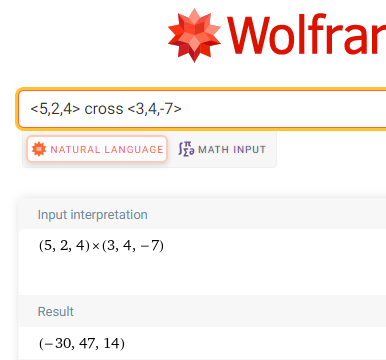 Wolfra
<5,2,4> cross <3,4,-7>
NATURAL LANGUAGE
MATH INPUT
Input interpretation
(5, 2, 4)×(3, 4, −7)
Result
(−30, 47, 14)